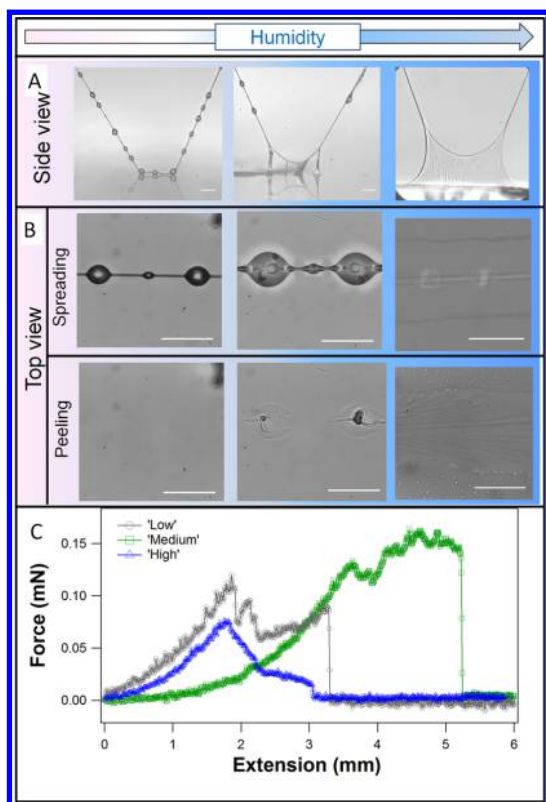 Humidity
A
Side view
B
Top view
Spreading
Peeling
C
'Low'
'Medium'
'High'
Force (mN)
0.15
0.10
0.05
0.00
0 1 2 3 4 5 6
Extension (mm)